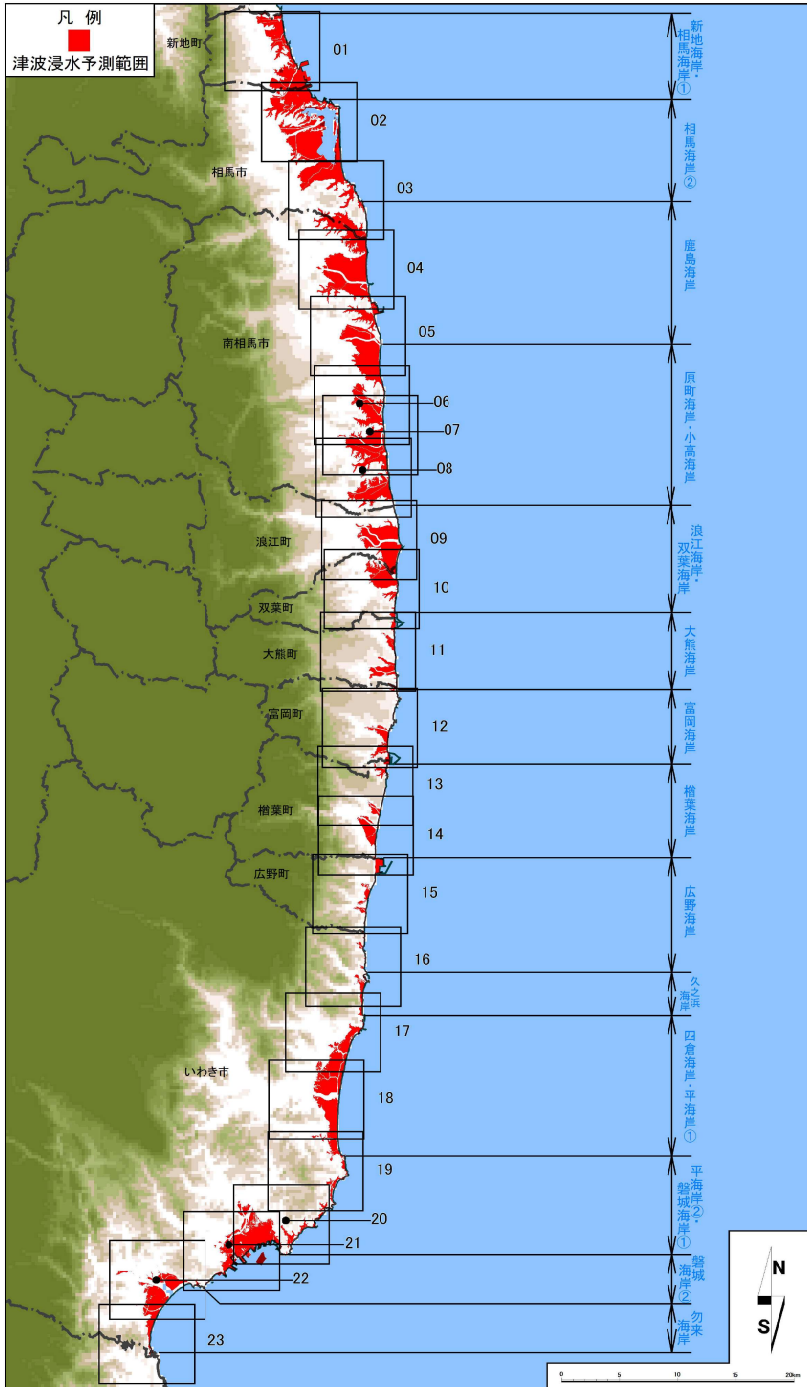 凡 例
津波浸水予測範囲
新地町
相馬市
南相馬市
浪江町
双葉町
大熊町
富岡町
楢葉町
広野町
いわき市
01
02
03
04
05
06
07
08
09
10
11
12
13
14
15
16
17
18
19
20
21
22
23
新地海岸・
相馬海岸①
相馬海岸②
鹿島海岸
原町海岸・小高海岸
浪江海岸・
双葉海岸
大熊海岸
富岡海岸
楢葉海岸
広野海岸
久之浜
海岸
四倉海岸・平海岸①
平海岸②・
磐城海岸①
磐城
海岸②
勿来
海岸
N
S
0 5 10 15 20km